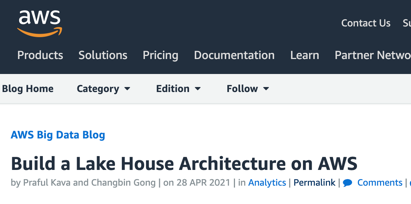 aws
Contact Us
Products Solutions Pricing Documentation Learn Partner
Blog Home Category Edition Follow
AWS Big Data Blog
Build a Lake House Architecture on AWS
by Praful Kava and Changbin Gong | on 28 APR 2021 | in Analytics | Permalink | Comments |